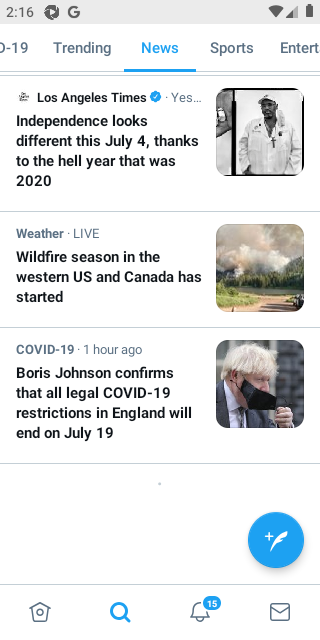 2:16
D-19 Trending News Sports Entert
Los Angeles Times · Yes...
Independence looks
different this July 4, thanks
to the hell year that was
2020
Weather · LIVE
Wildfire season in the
western US and Canada has
started
COVID-19 · 1 hour ago
Boris Johnson confirms
that all legal COVID-19
restrictions in England will
end on July 19
15